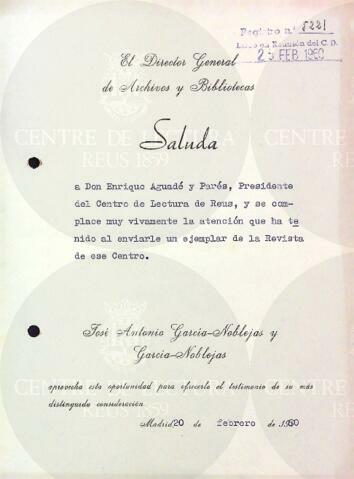 Registro n.º 5221
Leído en Reunión del C. D.
23 FEB 1960
El Director General
de Archivos y Bibliotecas
Saluda
CENTRE DE LECTURA
REUS 1859
a Don Enrique Aguadé y Parés, Presidente
del Centro de Lectura de Reus, y se com-
place muy vivamente la atención que ha te
nido al enviarle un ejemplar de la Revista
de ese Centro.
José Antonio García-Noblejas y
García-Noblejas
aprovecha esta oportunidad para ofrecerle el testimonio de su más
distinguida consideración.
CENTRE DE LECTURA
REUS 1859
Madrid 20 de febrero de 1960